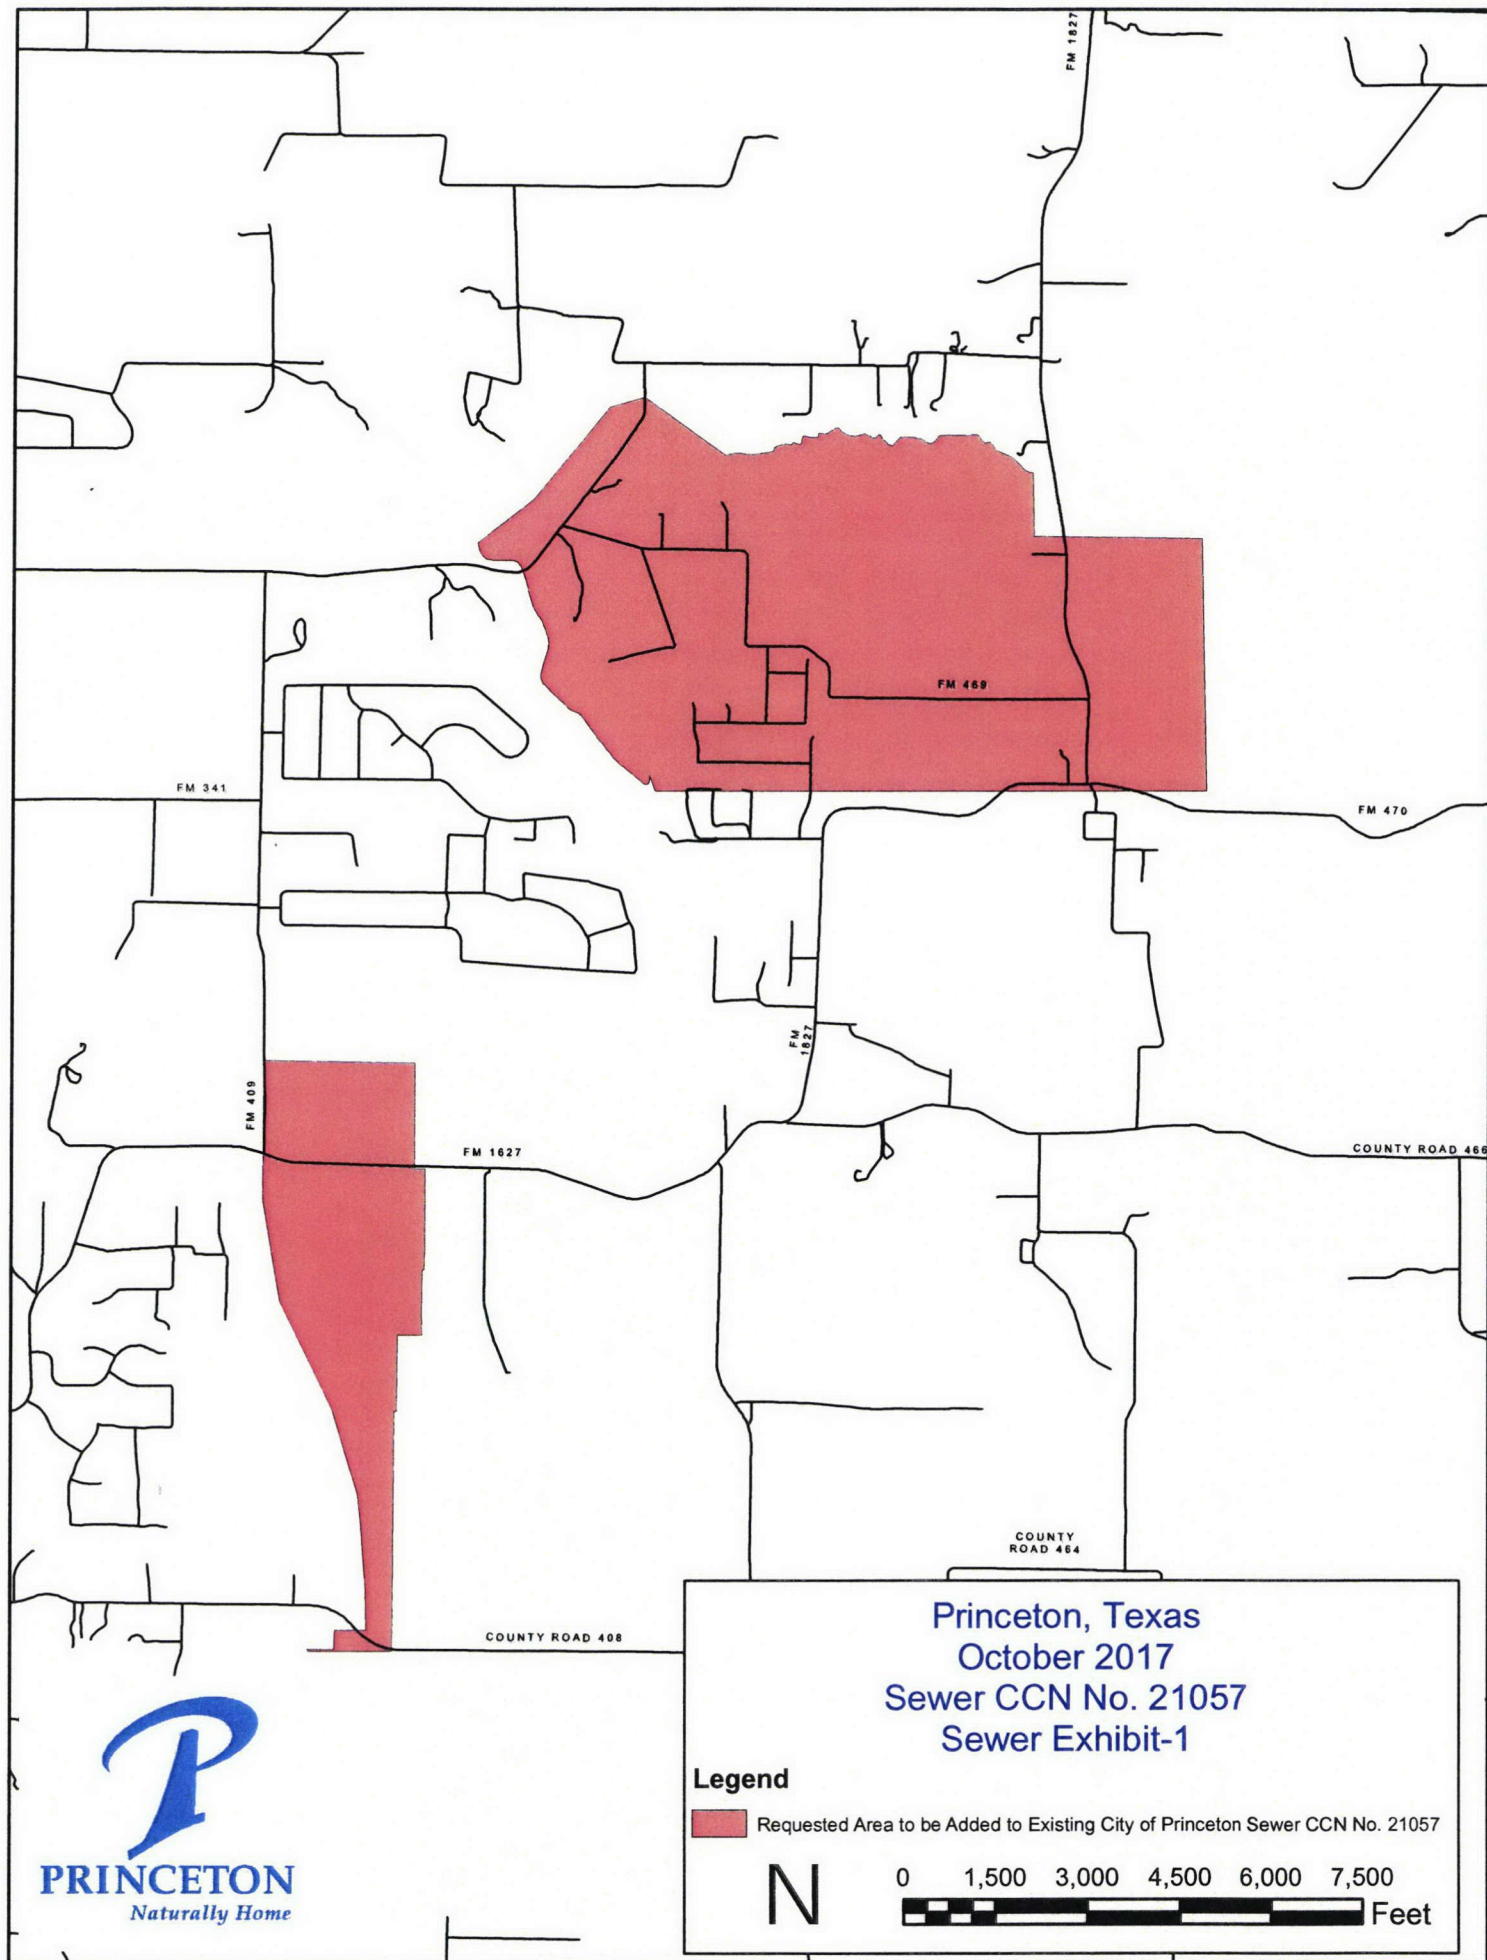 FM 1827
FM 469
FM 341
FM 470
FM
1827
FM 409
FM 1627
COUNTY ROAD 466
COUNTY
ROAD 464
COUNTY ROAD 408
Princeton, Texas
October 2017
Sewer CCN No. 21057
Sewer Exhibit-1
Legend
Requested Area to be Added to Existing City of Princeton Sewer CCN No. 21057
N
0 1,500 3,000 4,500 6,000 7,500
Feet
P
PRINCETON
Naturally Home